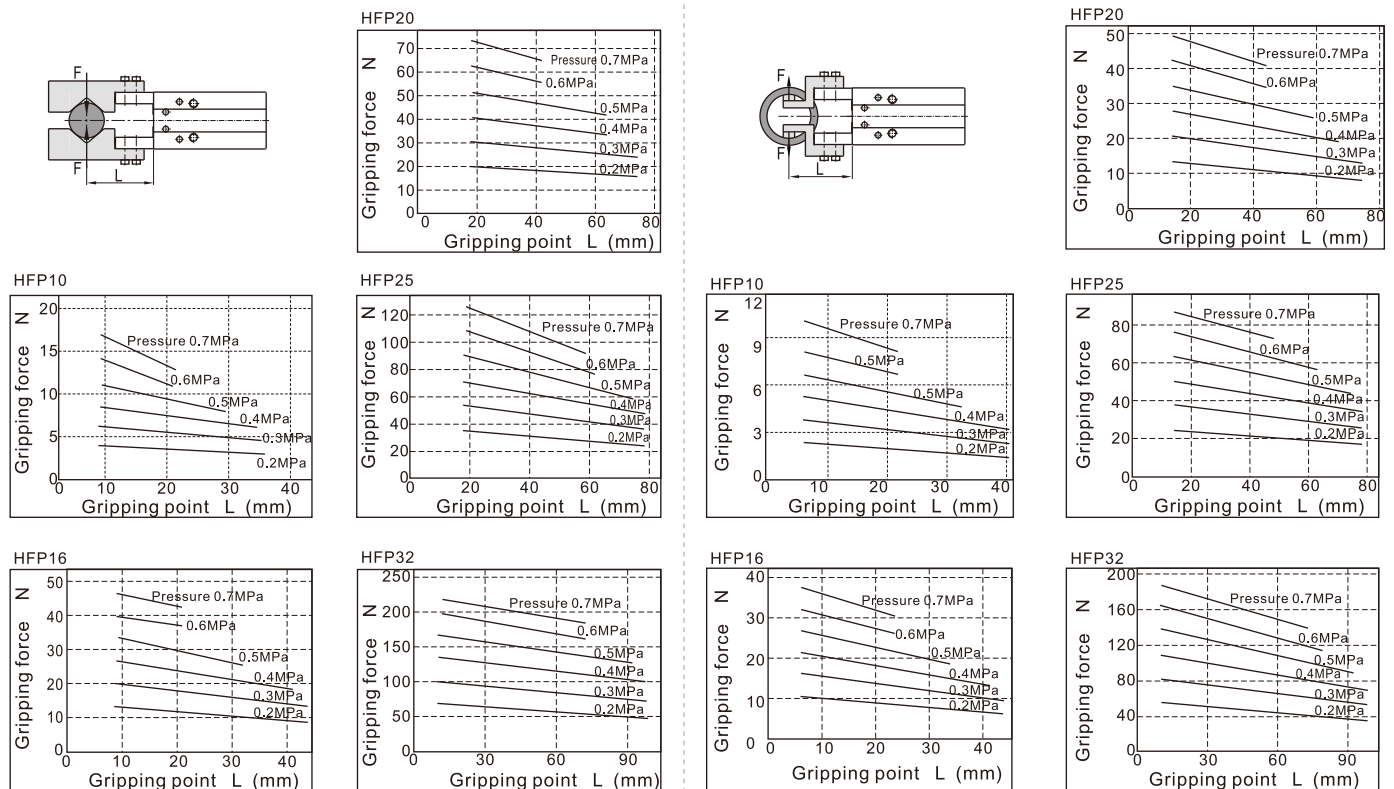 HFP20
Gripping force N
70
60
50
40
30
20
10
0
Pressure 0.7MPa
0.6MPa
0.5MPa
0.4MPa
0.3MPa
0.2MPa
0 20 40 60 80
Gripping point L (mm)
F
F
L
HFP10
Gripping force N
20
15
10
5
0
Pressure 0.7MPa
0.6MPa
0.5MPa
0.4MPa
0.3MPa
0.2MPa
0 10 20 30 40
Gripping point L (mm)
HFP25
Gripping force N
120
100
80
60
40
20
0
Pressure 0.7MPa
0.6MPa
0.5MPa
0.4MPa
0.3MPa
0.2MPa
0 20 40 60 80
Gripping point L (mm)
HFP16
Gripping force N
50
40
30
20
10
0
Pressure 0.7MPa
0.6MPa
0.5MPa
0.4MPa
0.3MPa
0.2MPa
0 10 20 30 40
Gripping point L (mm)
HFP32
Gripping force N
250
200
150
100
50
0
Pressure 0.7MPa
0.6MPa
0.5MPa
0.4MPa
0.3MPa
0.2MPa
0 30 60 90
Gripping point L (mm)
F
F
L
HFP20
Gripping force N
50
40
30
20
10
0
Pressure 0.7MPa
0.6MPa
0.5MPa
0.4MPa
0.3MPa
0.2MPa
0 20 40 60 80
Gripping point L (mm)
HFP10
Gripping force N
12
9
6
3
0
Pressure 0.7MPa
0.5MPa
0.5MPa
0.4MPa
0.3MPa
0.2MPa
0 10 20 30 40
Gripping point L (mm)
HFP25
Gripping force N
80
60
40
20
0
Pressure 0.7MPa
0.6MPa
0.5MPa
0.4MPa
0.3MPa
0.2MPa
0 20 40 60 80
Gripping point L (mm)
HFP16
Gripping force N
40
30
20
10
0
Pressure 0.7MPa
0.6MPa
0.5MPa
0.4MPa
0.3MPa
0.2MPa
0 10 20 30 40
Gripping point L (mm)
HFP32
Gripping force N
200
160
120
80
40
0
Pressure 0.7MPa
0.6MPa
0.5MPa
0.4MPa
0.3MPa
0.2MPa
0 30 60 90
Gripping point L (mm)